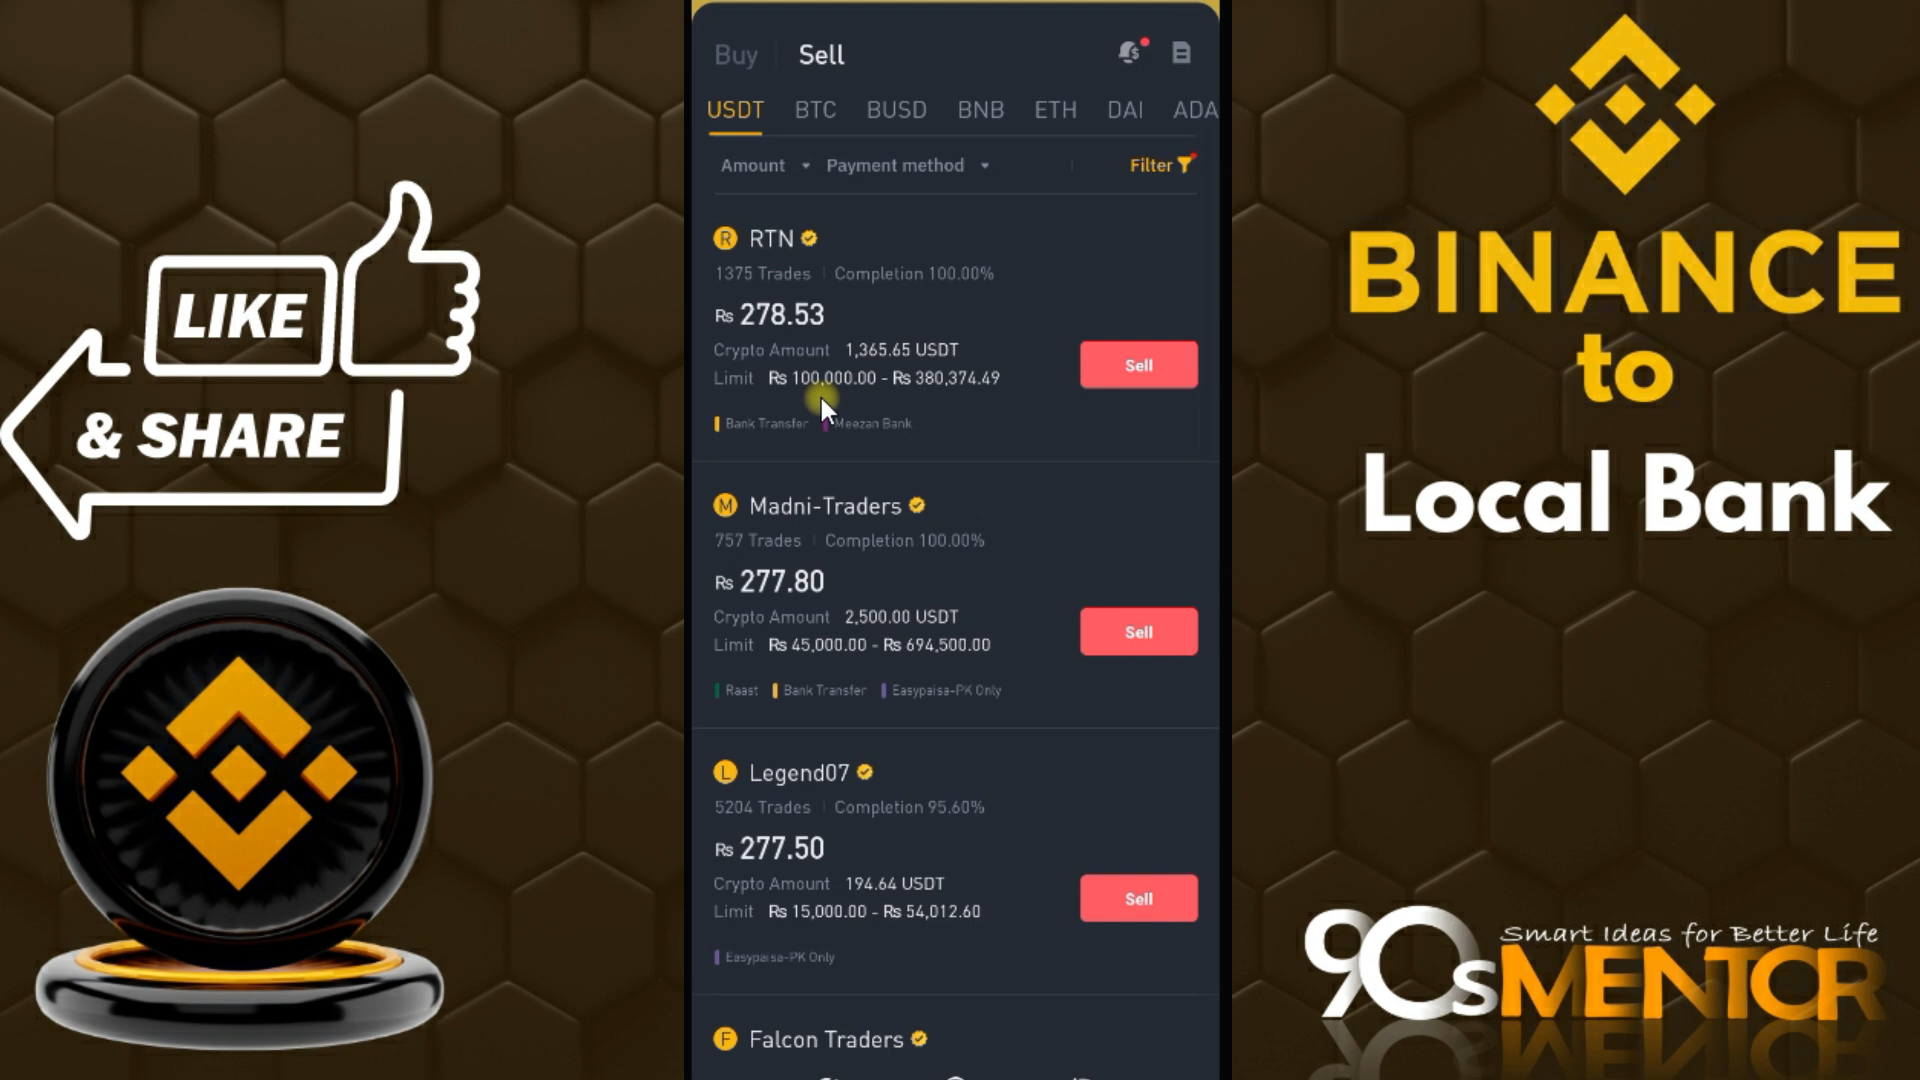 LIKE
& SHARE
Buy Sell
USDT BTC BUSD BNB ETH DAI ADA
Amount Payment method Filter
R RTN
1375 Trades Completion 100.00%
Rs 278.53
Crypto Amount 1,365.65 USDT
Limit Rs 100,000.00 - Rs 380,374.49
Sell
Bank Transfer Meezan Bank
M Madni-Traders
757 Trades Completion 100.00%
Rs 277.80
Crypto Amount 2,500.00 USDT
Limit Rs 45,000.00 - Rs 694,500.00
Sell
Raast Bank Transfer Easypaisa-PK Only
L Legend07
5204 Trades Completion 95.60%
Rs 277.50
Crypto Amount 194.64 USDT
Limit Rs 15,000.00 - Rs 54,012.60
Sell
Easypaisa-PK Only
F Falcon Traders
BINANCE
to
Local Bank
Smart Ideas for Better Life
90sMENTOR